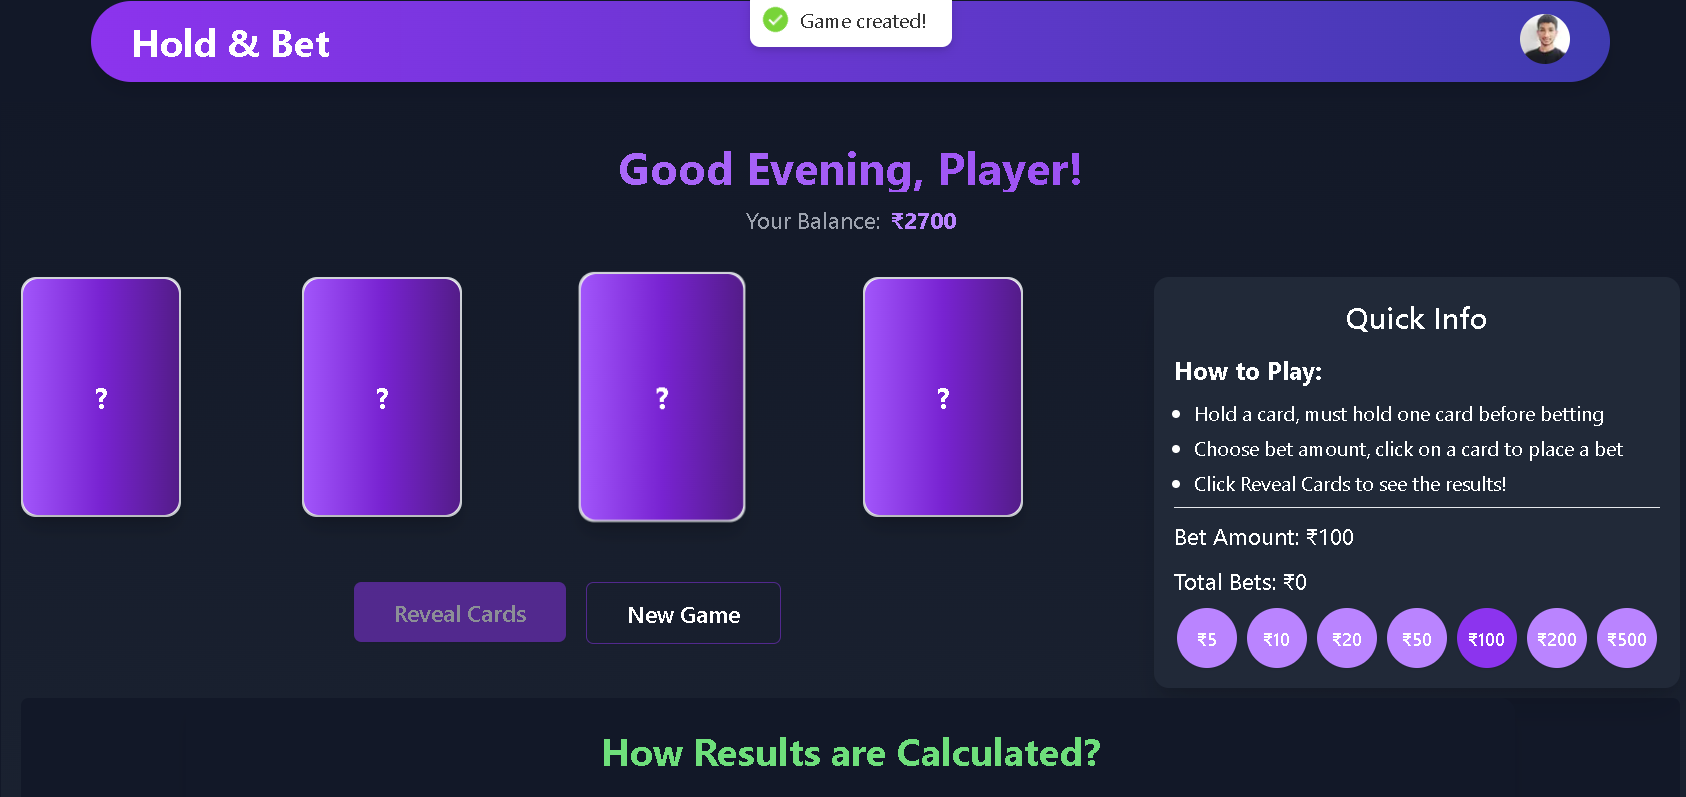 Game created!
Hold & Bet
Good Evening, Player!
Your Balance: ₹2700
?
?
?
?
Reveal Cards
New Game
Quick Info
How to Play:
Hold a card, must hold one card before betting
Choose bet amount, click on a card to place a bet
Click Reveal Cards to see the results!
Bet Amount: ₹100
Total Bets: ₹0
₹5 ₹10 ₹20 ₹50 ₹100 ₹200 ₹500
How Results are Calculated?